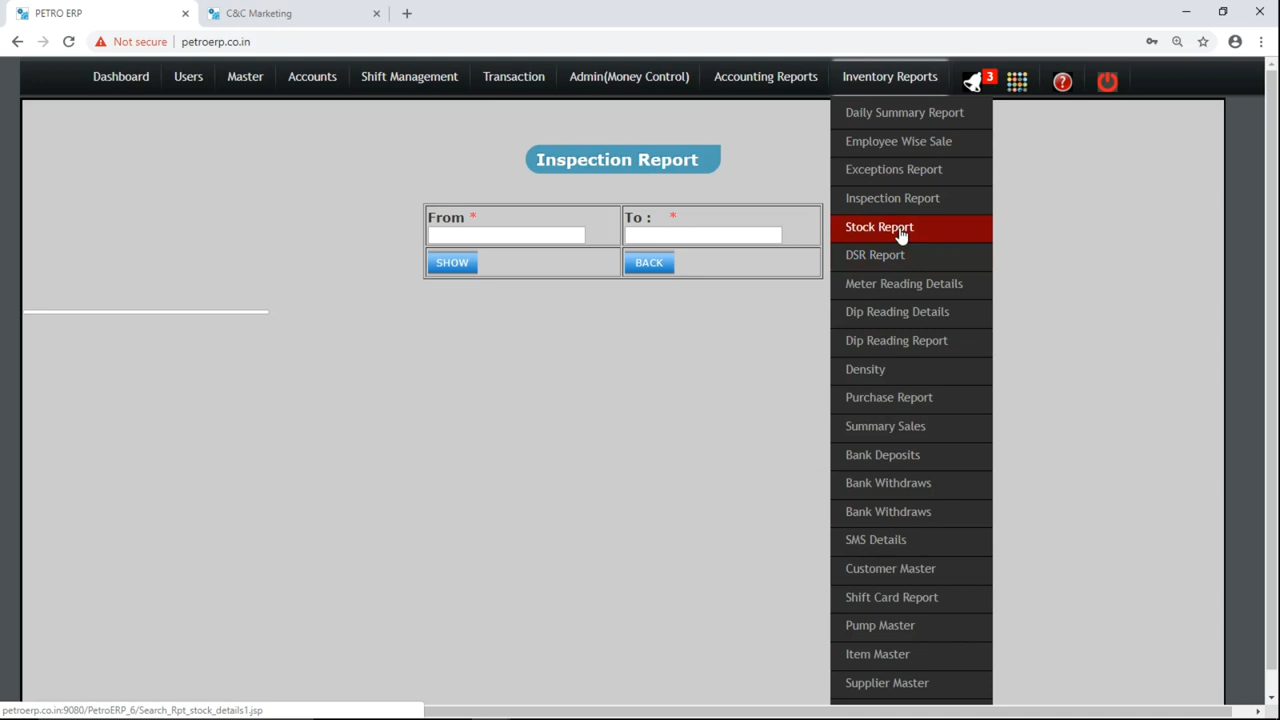 PETRO ERP
C&C Marketing
Not secure petroerp.co.in
Dashboard Users Master Accounts Shift Management Transaction Admin(Money Control) Accounting Reports Inventory Reports 3
Inspection Report
From * To : *
SHOW BACK
Daily Summary Report
Employee Wise Sale
Exceptions Report
Inspection Report
Stock Report
DSR Report
Meter Reading Details
Dip Reading Details
Dip Reading Report
Density
Purchase Report
Summary Sales
Bank Deposits
Bank Withdraws
Bank Withdraws
SMS Details
Customer Master
Shift Card Report
Pump Master
Item Master
Supplier Master
petroerp.co.in:9080/PetroERP_6/Search_Rpt_stock_details1.jsp